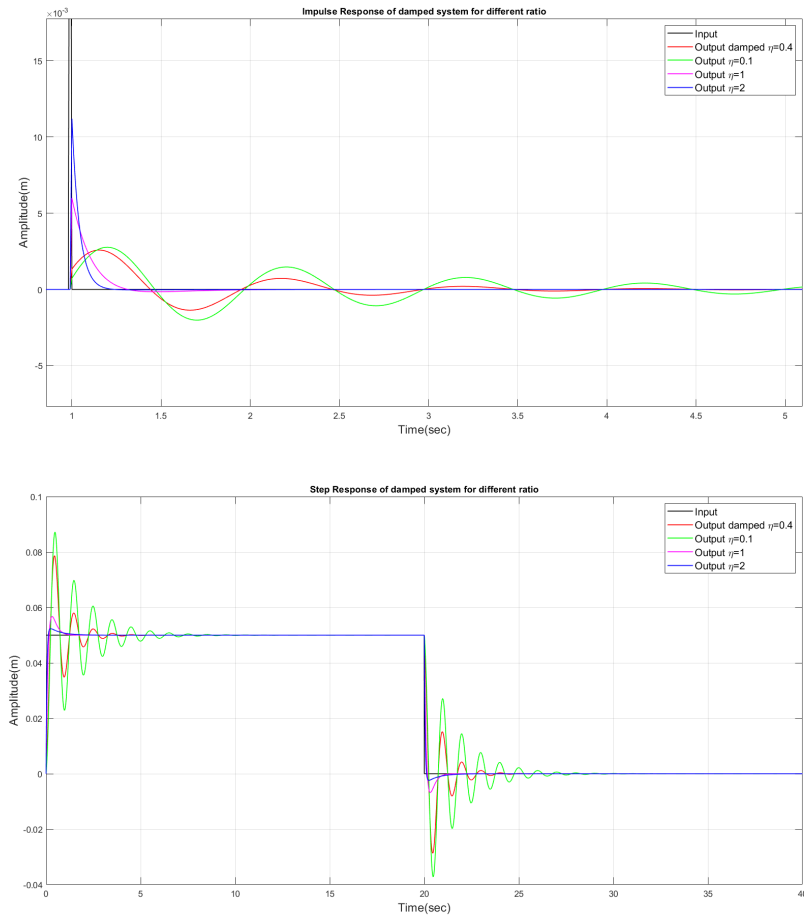 Impulse Response of damped system for different ratio
×10-3
15
10
5
0
-5
1
1.5
2
2.5
3
3.5
4
4.5
5
Amplitude(m)
Time(sec)
Input
Output damped η=0.4
Output η=0.1
Output η=1
Output η=2
Step Response of damped system for different ratio
0.1
0.08
0.06
0.04
0.02
0
-0.02
-0.04
0
5
10
15
20
25
30
35
40
Amplitude(m)
Time(sec)
Input
Output damped η=0.4
Output η=0.1
Output η=1
Output η=2